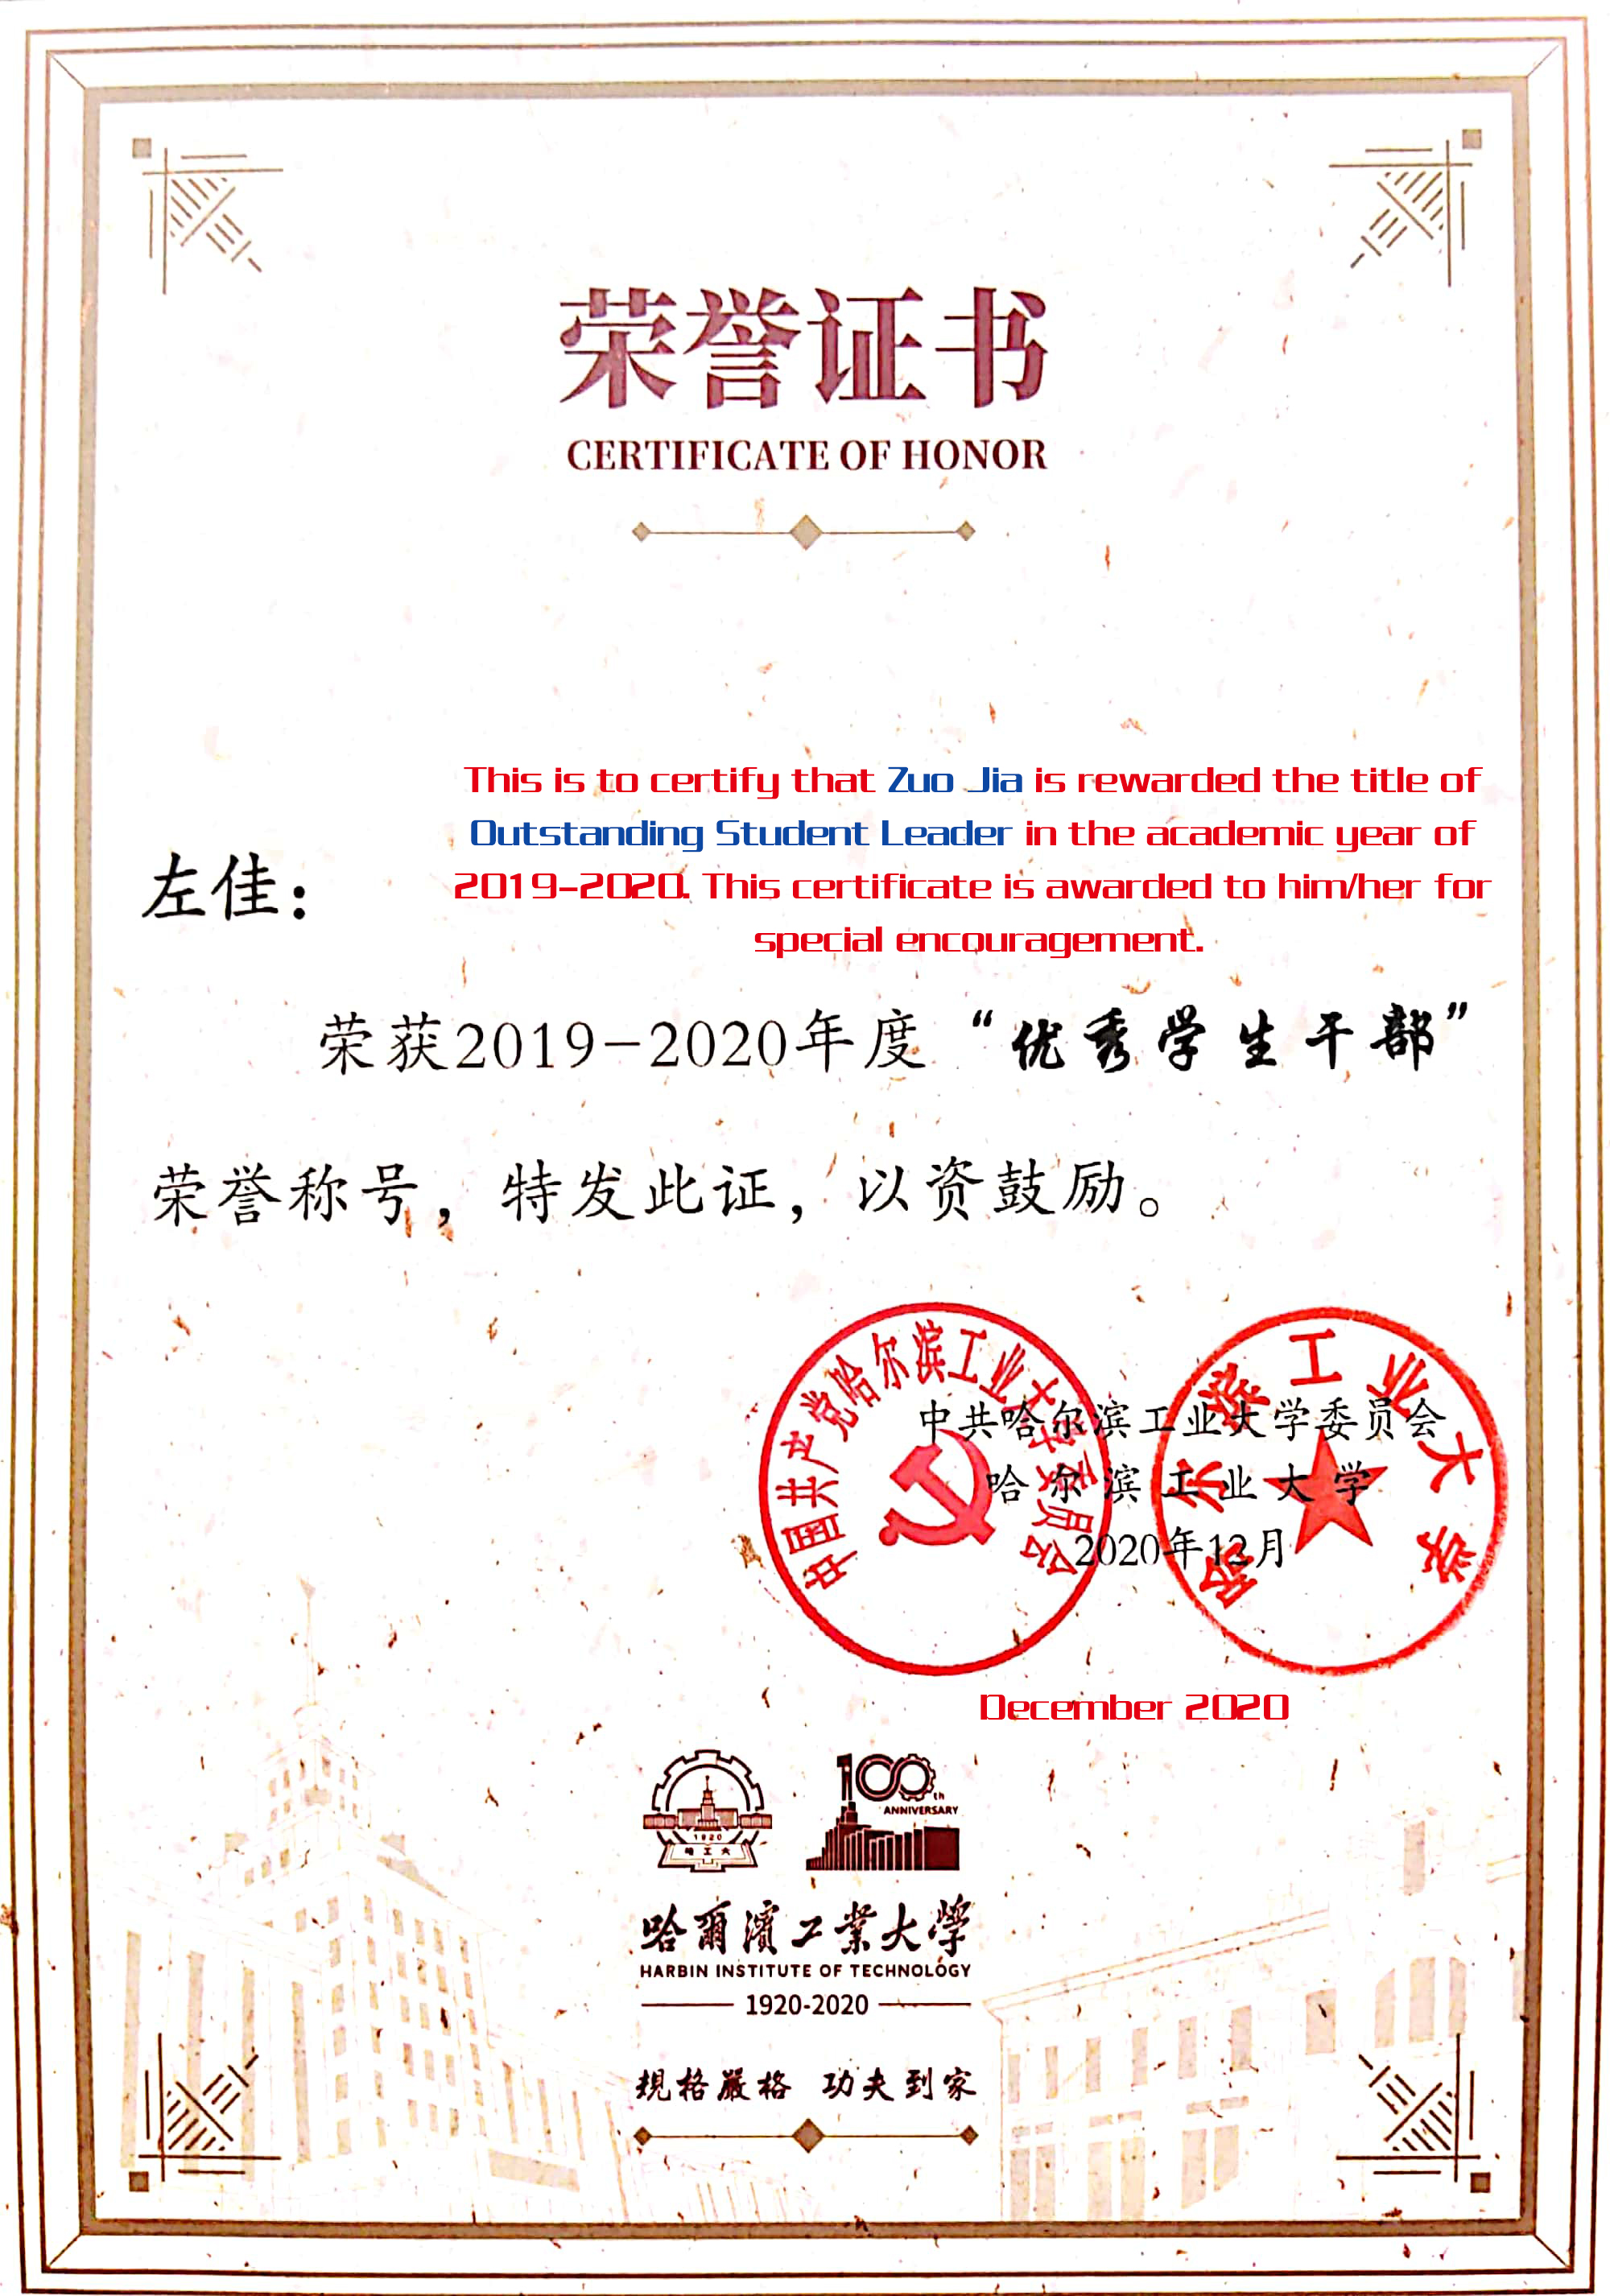 荣誉证书
CERTIFICATE OF HONOR
This is to certify that Zuo Jia is rewarded the title of
Outstanding Student Leader in the academic year of
2019-2020. This certificate is awarded to him/her for
special encouragement.
左佳：
荣获2019-2020年度“优秀学生干部”
荣誉称号，特发此证，以资鼓励。
中国共产党哈尔滨工业大学委员会
哈尔滨工业大学
中共哈尔滨工业大学委员会
哈尔滨工业大学
2020年12月
December 2020
1920
哈工大
100th
ANNIVERSARY
哈爾濱工業大學
HARBIN INSTITUTE OF TECHNOLOGY
1920-2020
規格嚴格 功夫到家